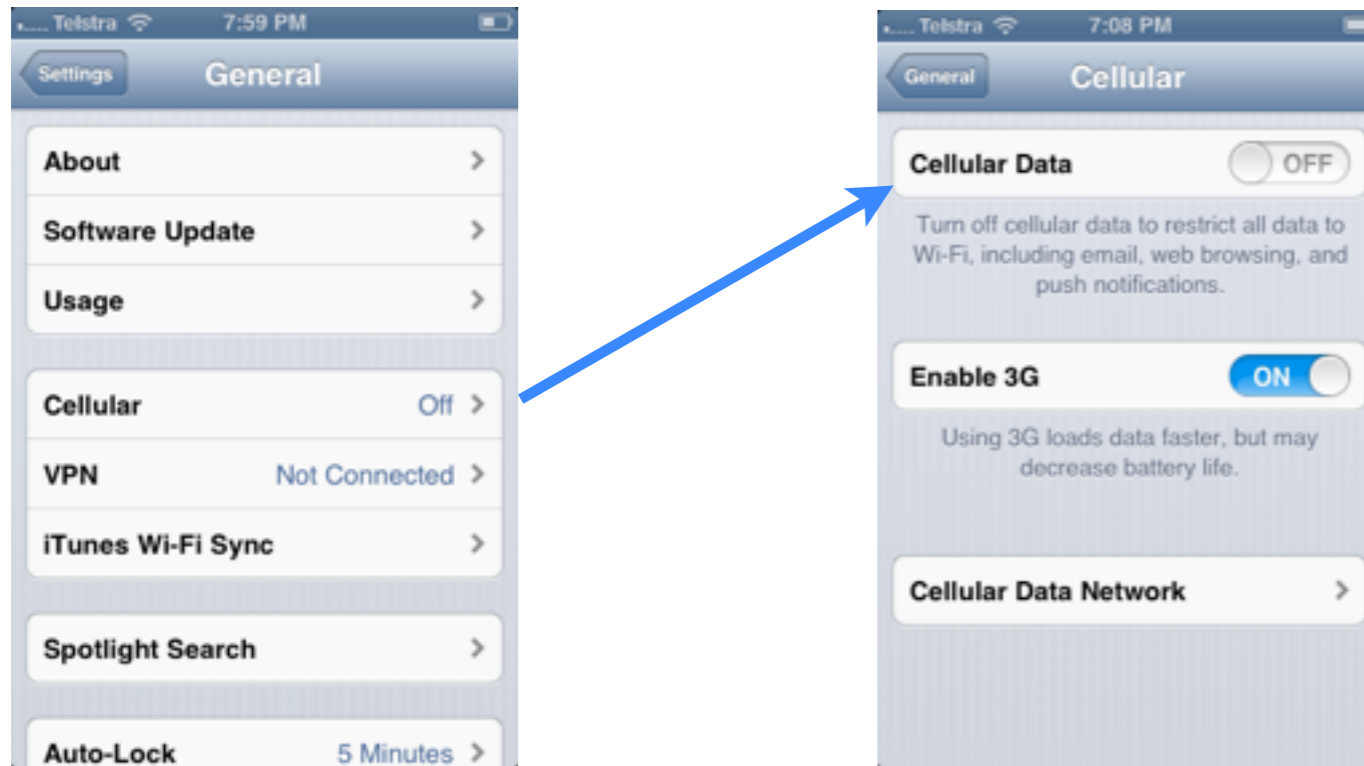 Telstra 7:59 PM
Settings General
About
Software Update
Usage
Cellular Off
VPN Not Connected
iTunes Wi-Fi Sync
Spotlight Search
Auto-Lock 5 Minutes
Telstra 7:08 PM
General Cellular
Cellular Data OFF
Turn off cellular data to restrict all data to
Wi-Fi, including email, web browsing, and
push notifications.
Enable 3G ON
Using 3G loads data faster, but may
decrease battery life.
Cellular Data Network